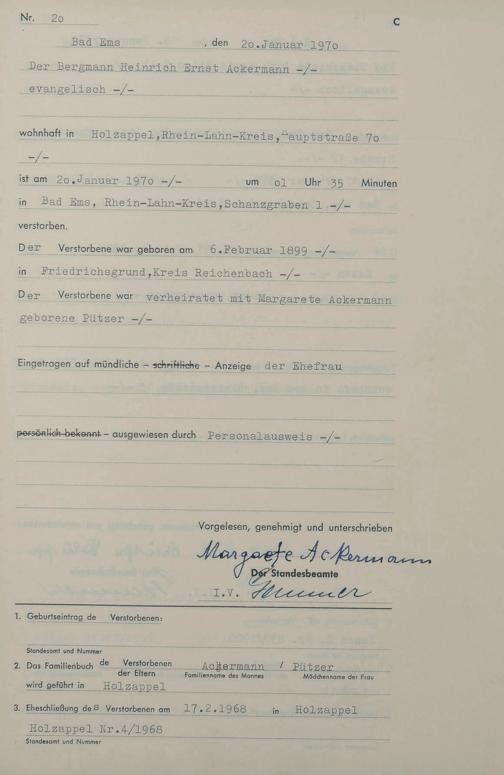 Nr. 20
C
Bad Ems , den 20.Januar 1970
Der Bergmann Heinrich Ernst Ackermann -/-
evangelisch -/-
wohnhaft in Holzappel,Rhein-Lahn-Kreis,Hauptstraße 70
-/-
ist am 20.Januar 1970 -/- um 01 Uhr 35 Minuten
in Bad Ems, Rhein-Lahn-Kreis,Schanzgraben 1 -/-
verstorben.
Der Verstorbene war geboren am 6.Februar 1899 -/-
in Friedrichsgrund,Kreis Reichenbach -/-
Der Verstorbene war verheiratet mit Margarete Ackermann
geborene Pützer -/-
Eingetragen auf mündliche – schriftliche – Anzeige der Ehefrau
persönlich bekannt – ausgewiesen durch Personalausweis -/-
Vorgelesen, genehmigt und unterschrieben
Margarete Ackermann
Der Standesbeamte
I.V.
1. Geburtseintrag de Verstorbenen:
Standesamt und Nummer
2. Das Familienbuch de Verstorbenen der Eltern Ackermann / Pützer
Familienname des Mannes Mädchenname der Frau
wird geführt in Holzappel
3. Eheschließung des Verstorbenen am 17.2.1968 in Holzappel
Holzappel Nr.4/1968
Standesamt und Nummer